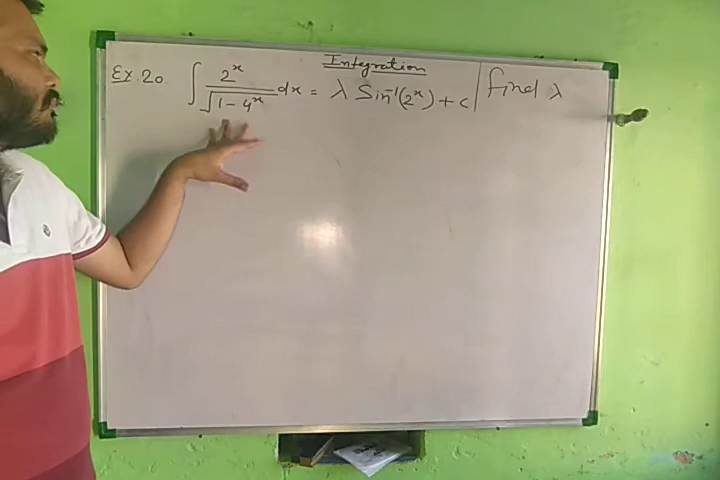 Integration
Ex.20. ∫ 2^x / √(1 - 4^x) dx = λ Sin⁻¹(2^x) + c | find λ